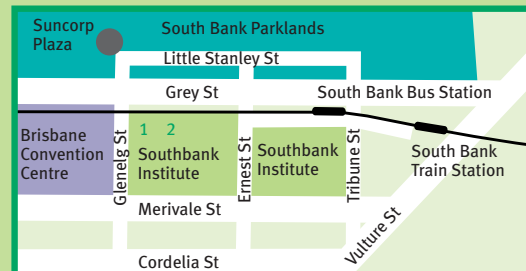 Suncorp
Plaza
South Bank Parklands
Little Stanley St
Grey St
South Bank Bus Station
Brisbane
Convention
Centre
Glenelg St
1 2
Southbank
Institute
Ernest St
Southbank
Institute
Tribune St
South Bank
Train Station
Merivale St
Vulture St
Cordelia St